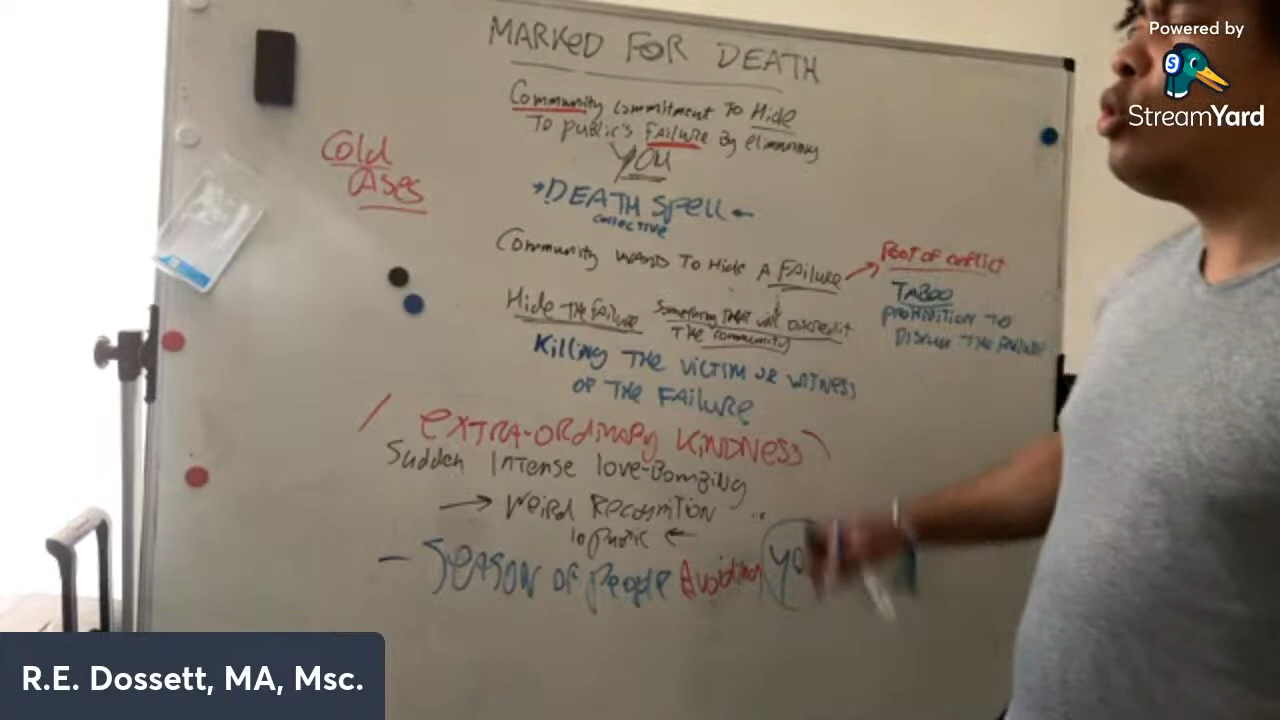 MARKED FOR DEATH
Community commitment To Hide
To public's Failure By eliminating
YOU
Cold
Cases
DEATH Spell
collective
Community WANTS To Hide A FAilure
Root of conflict
TABOO
PROHIBITION TO
Discuss THE FAiluRe
Hide THE FAilure
Something THAT will Discredit
THE community
Killing THE VICTIM OR WITNESS
OF THE FAiluRe
EXTRA-ORDINARY KINDNESS
Sudden Intense love-Bombing
Weird Recognition
In Public
SEASON OF People Avoiding
Powered by
StreamYard
R.E. Dossett, MA, Msc.